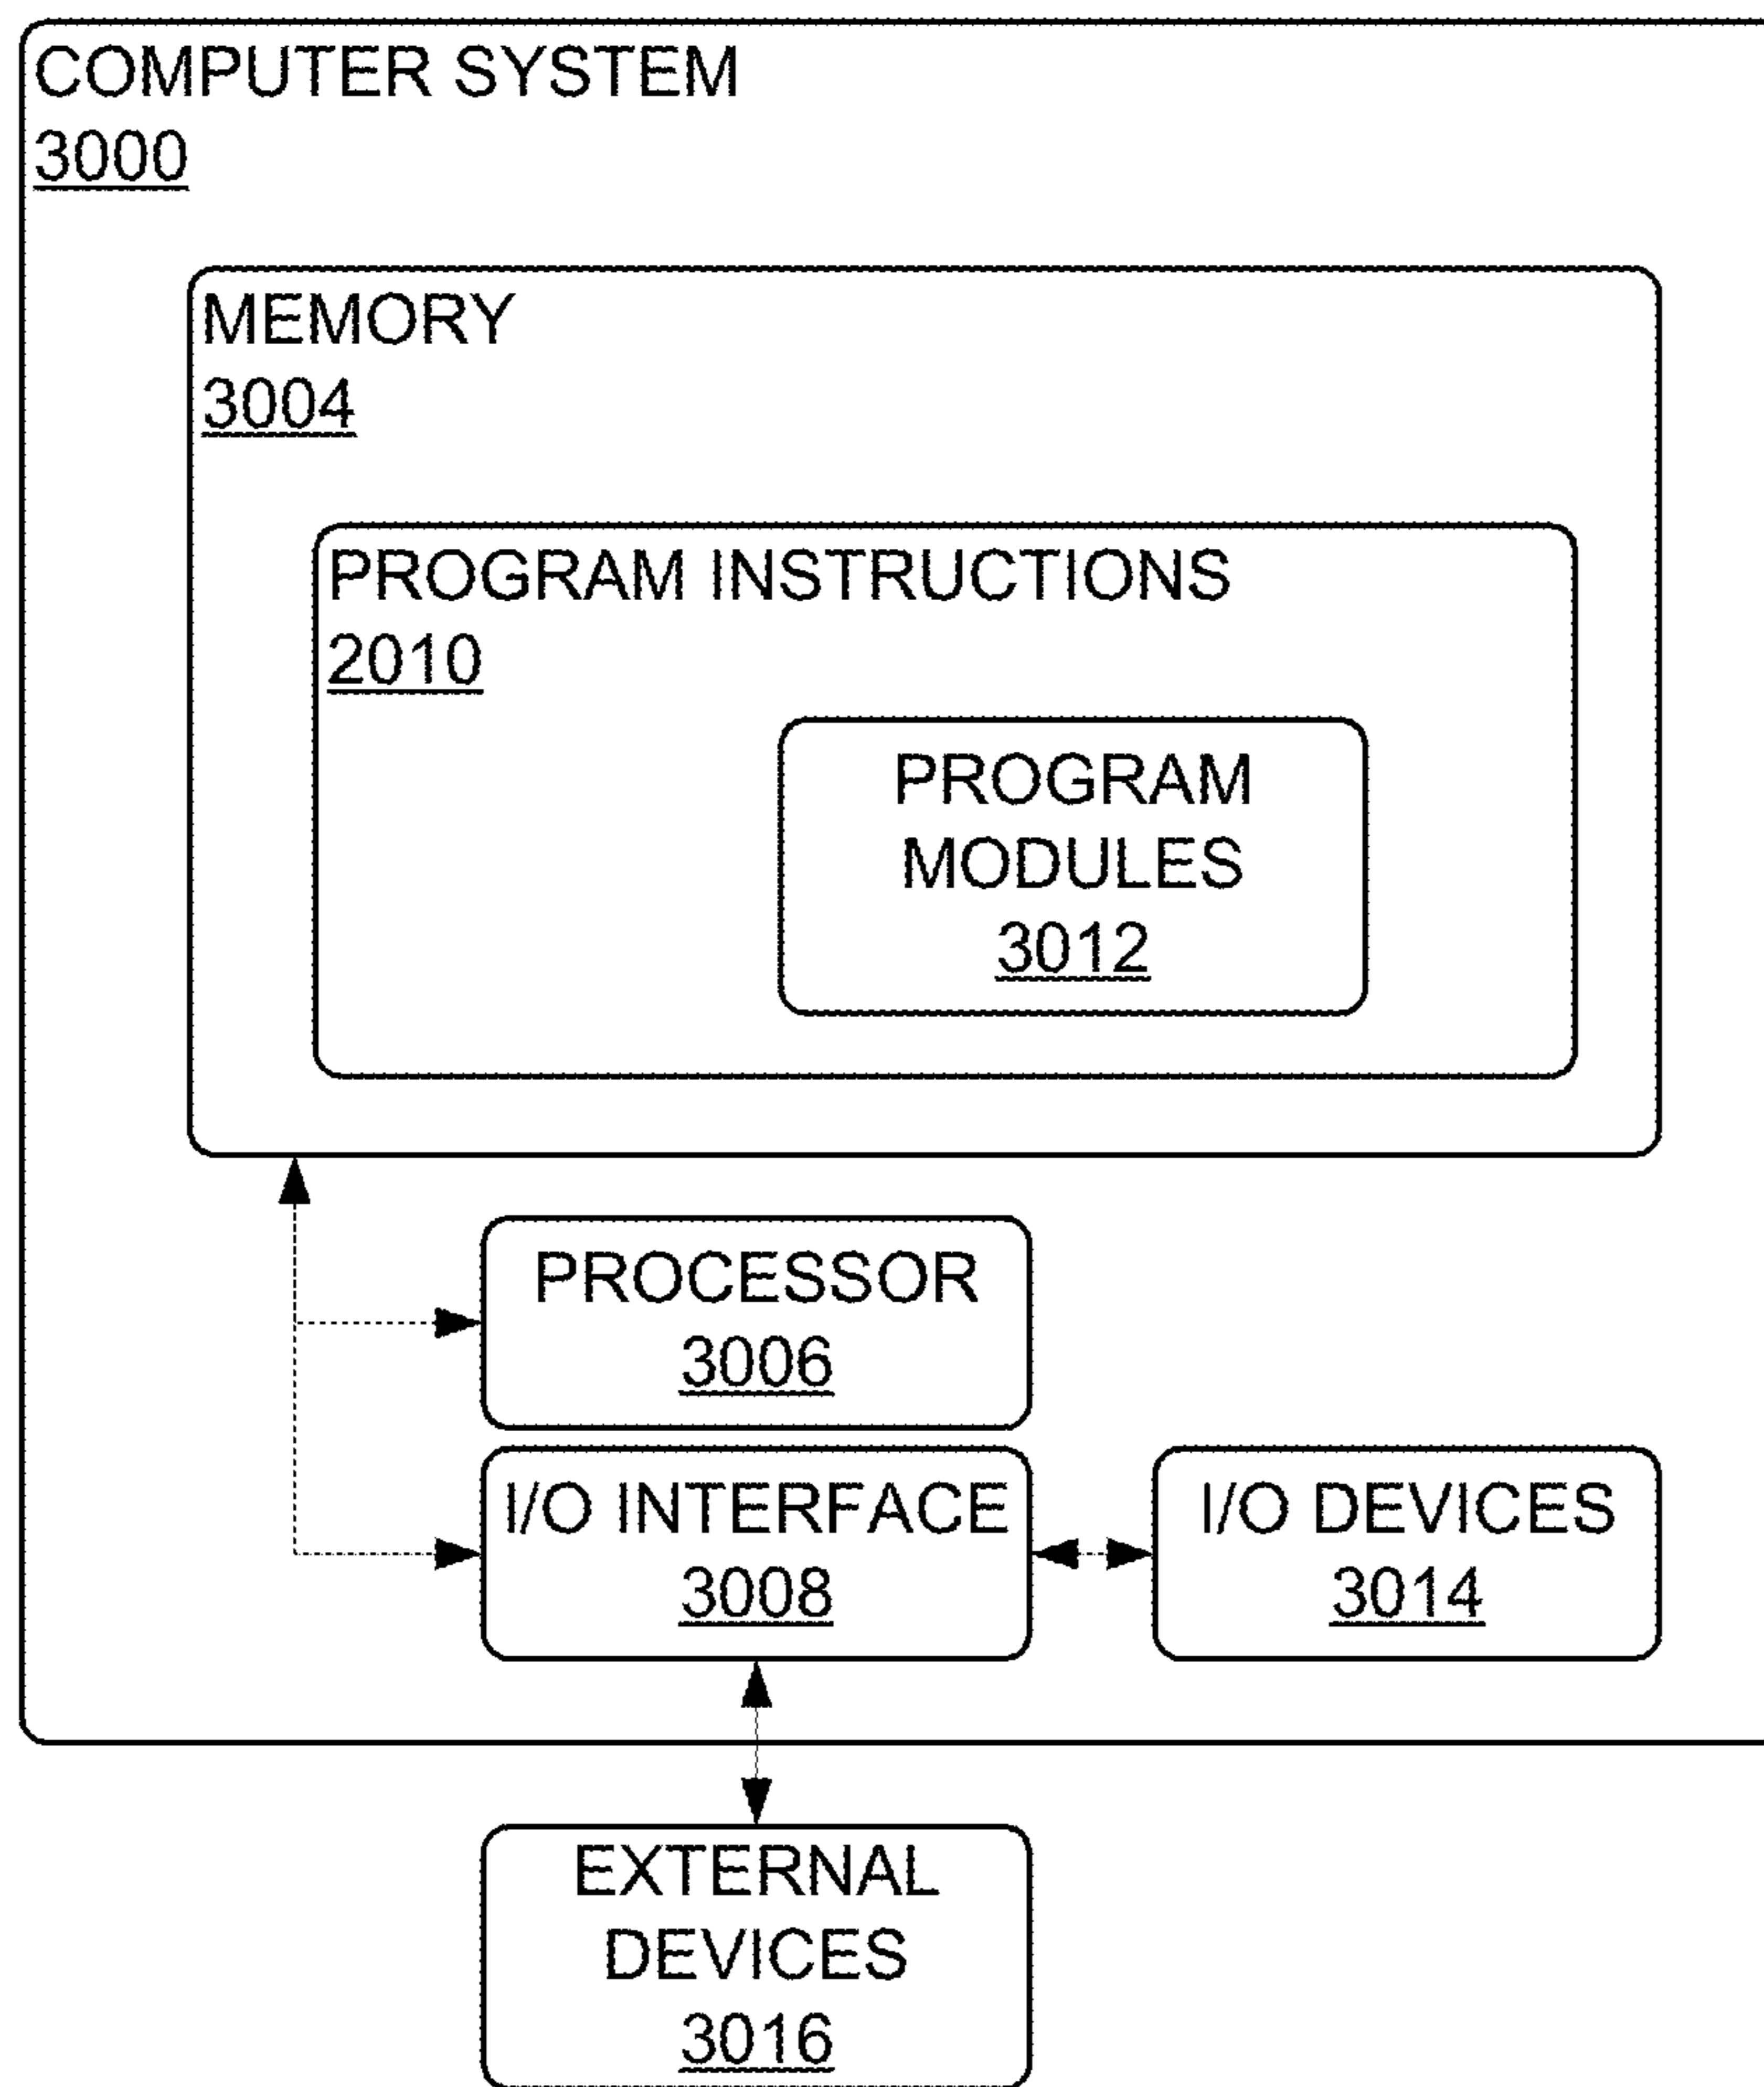 COMPUTER SYSTEM
3000
MEMORY
3004
PROGRAM INSTRUCTIONS
2010
PROGRAM
MODULES
3012
PROCESSOR
3006
I/O INTERFACE
3008
I/O DEVICES
3014
EXTERNAL
DEVICES
3016